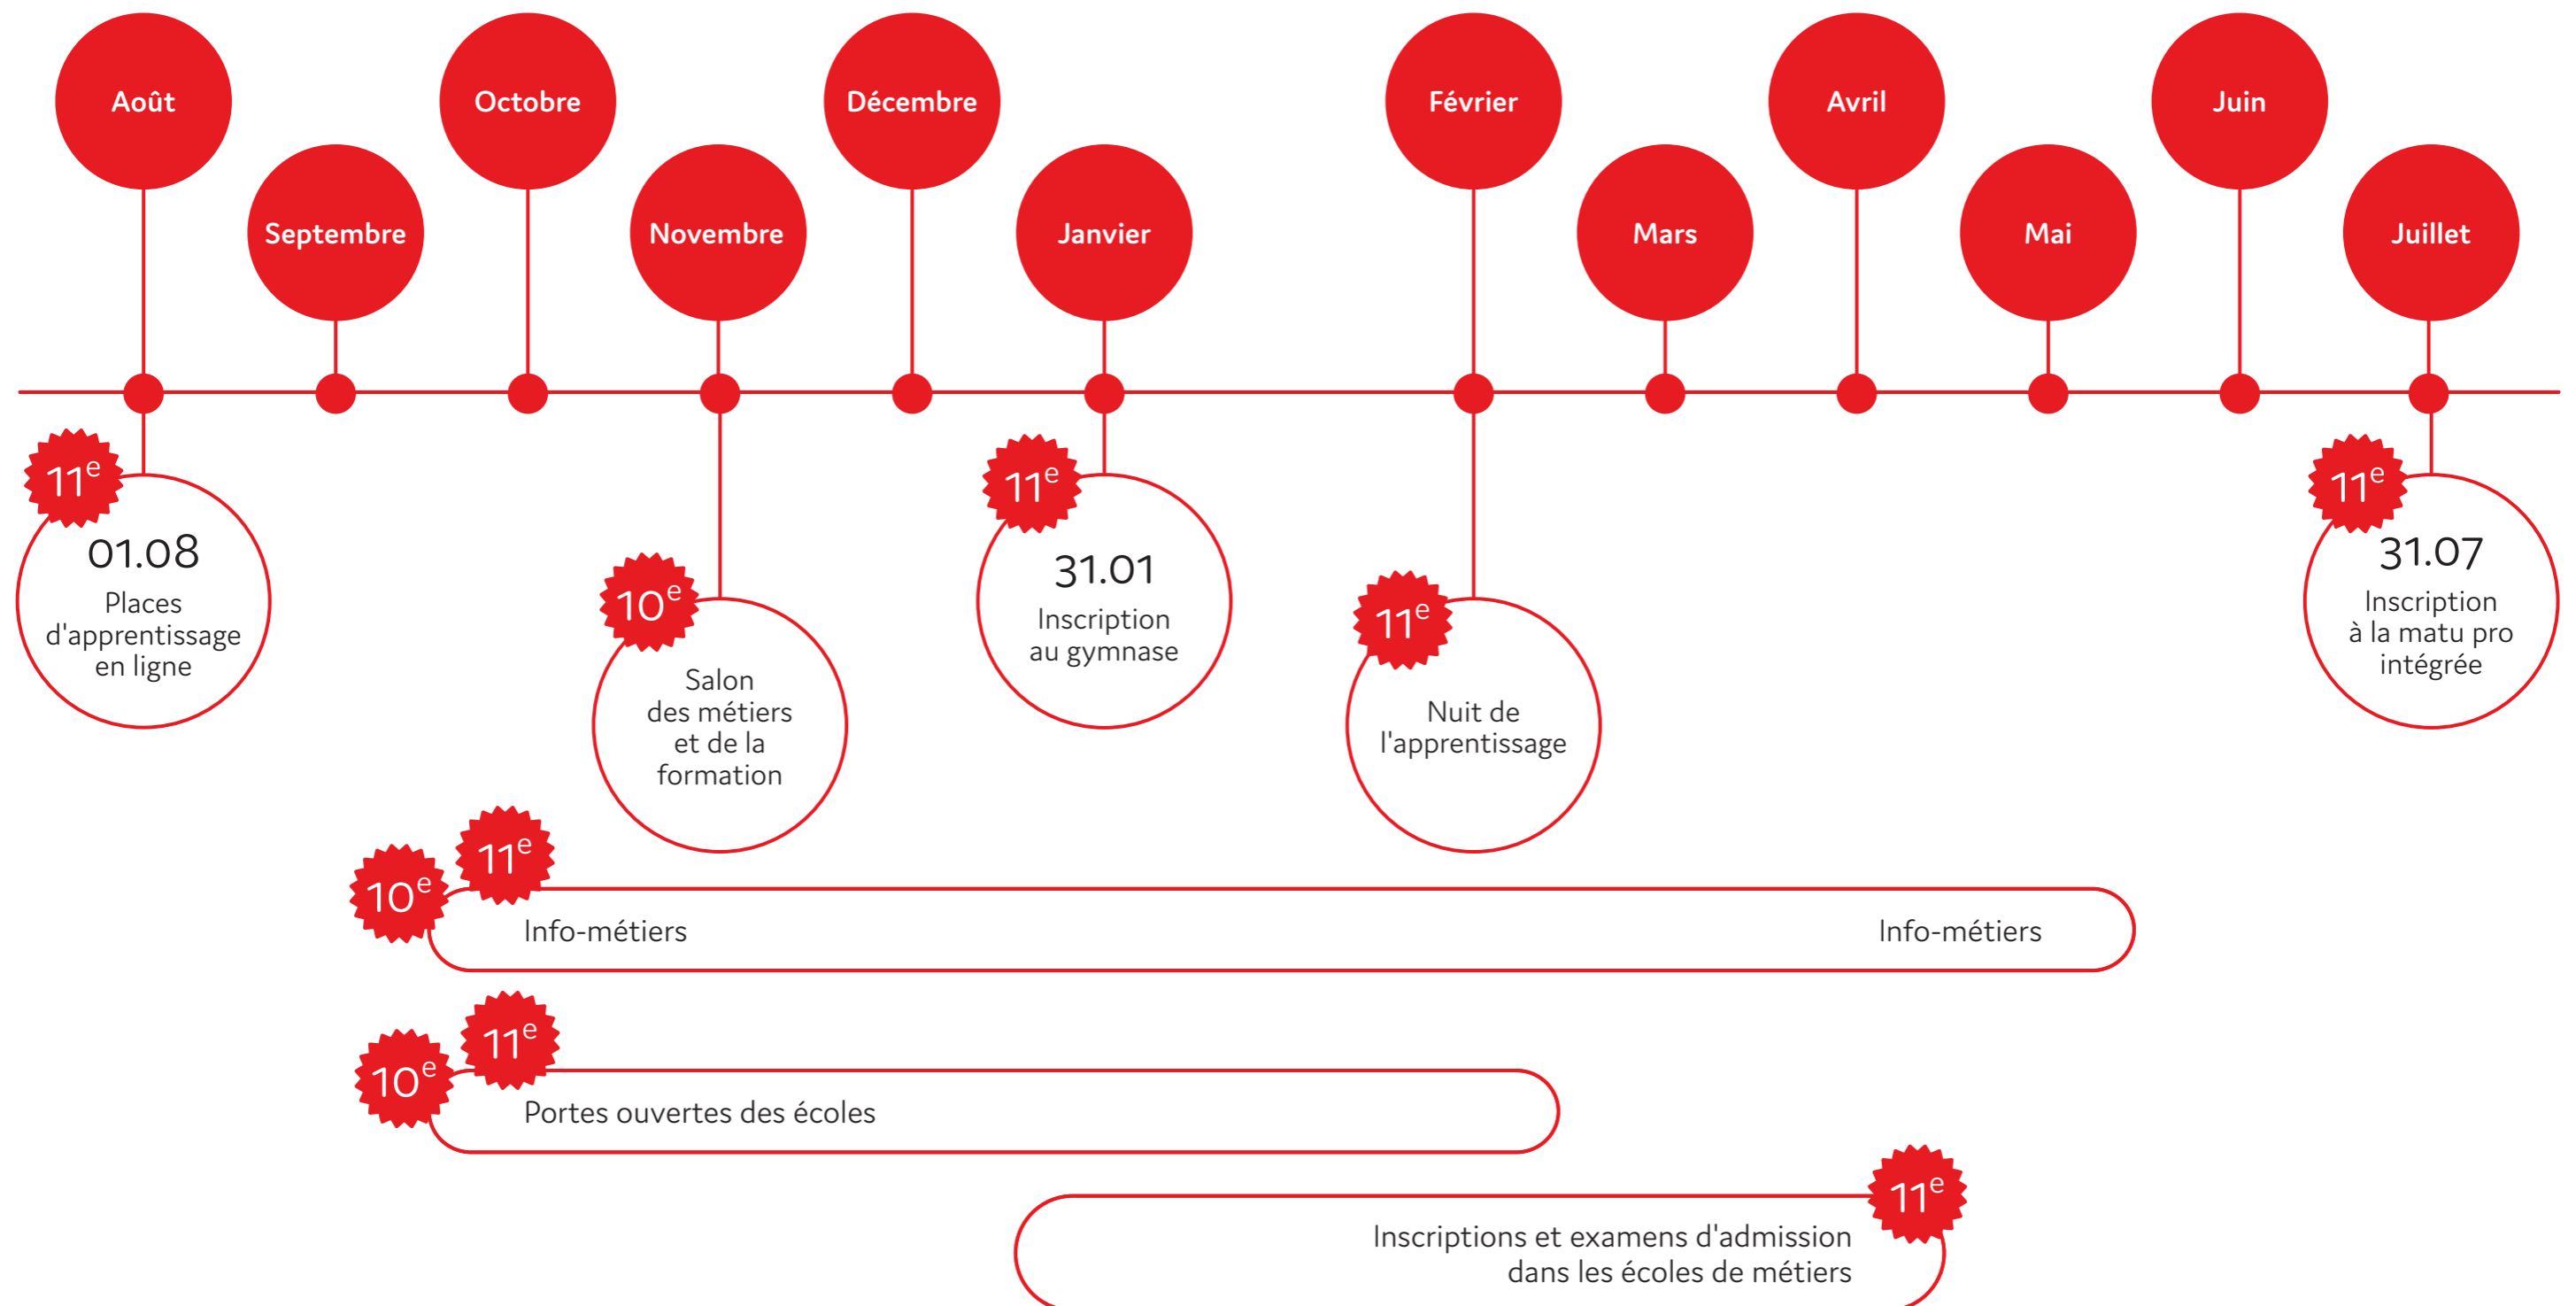 Août
Octobre
Décembre
Février
Avril
Juin
Septembre
Novembre
Janvier
Mars
Mai
Juillet
11e
01.08
Places
d'apprentissage
en ligne
10e
Salon
des métiers
et de la
formation
11e
31.01
Inscription
au gymnase
11e
Nuit de
l'apprentissage
11e
31.07
Inscription
à la matu pro
intégrée
10e
11e
Info-métiers
Info-métiers
10e
11e
Portes ouvertes des écoles
11e
Inscriptions et examens d'admission
dans les écoles de métiers